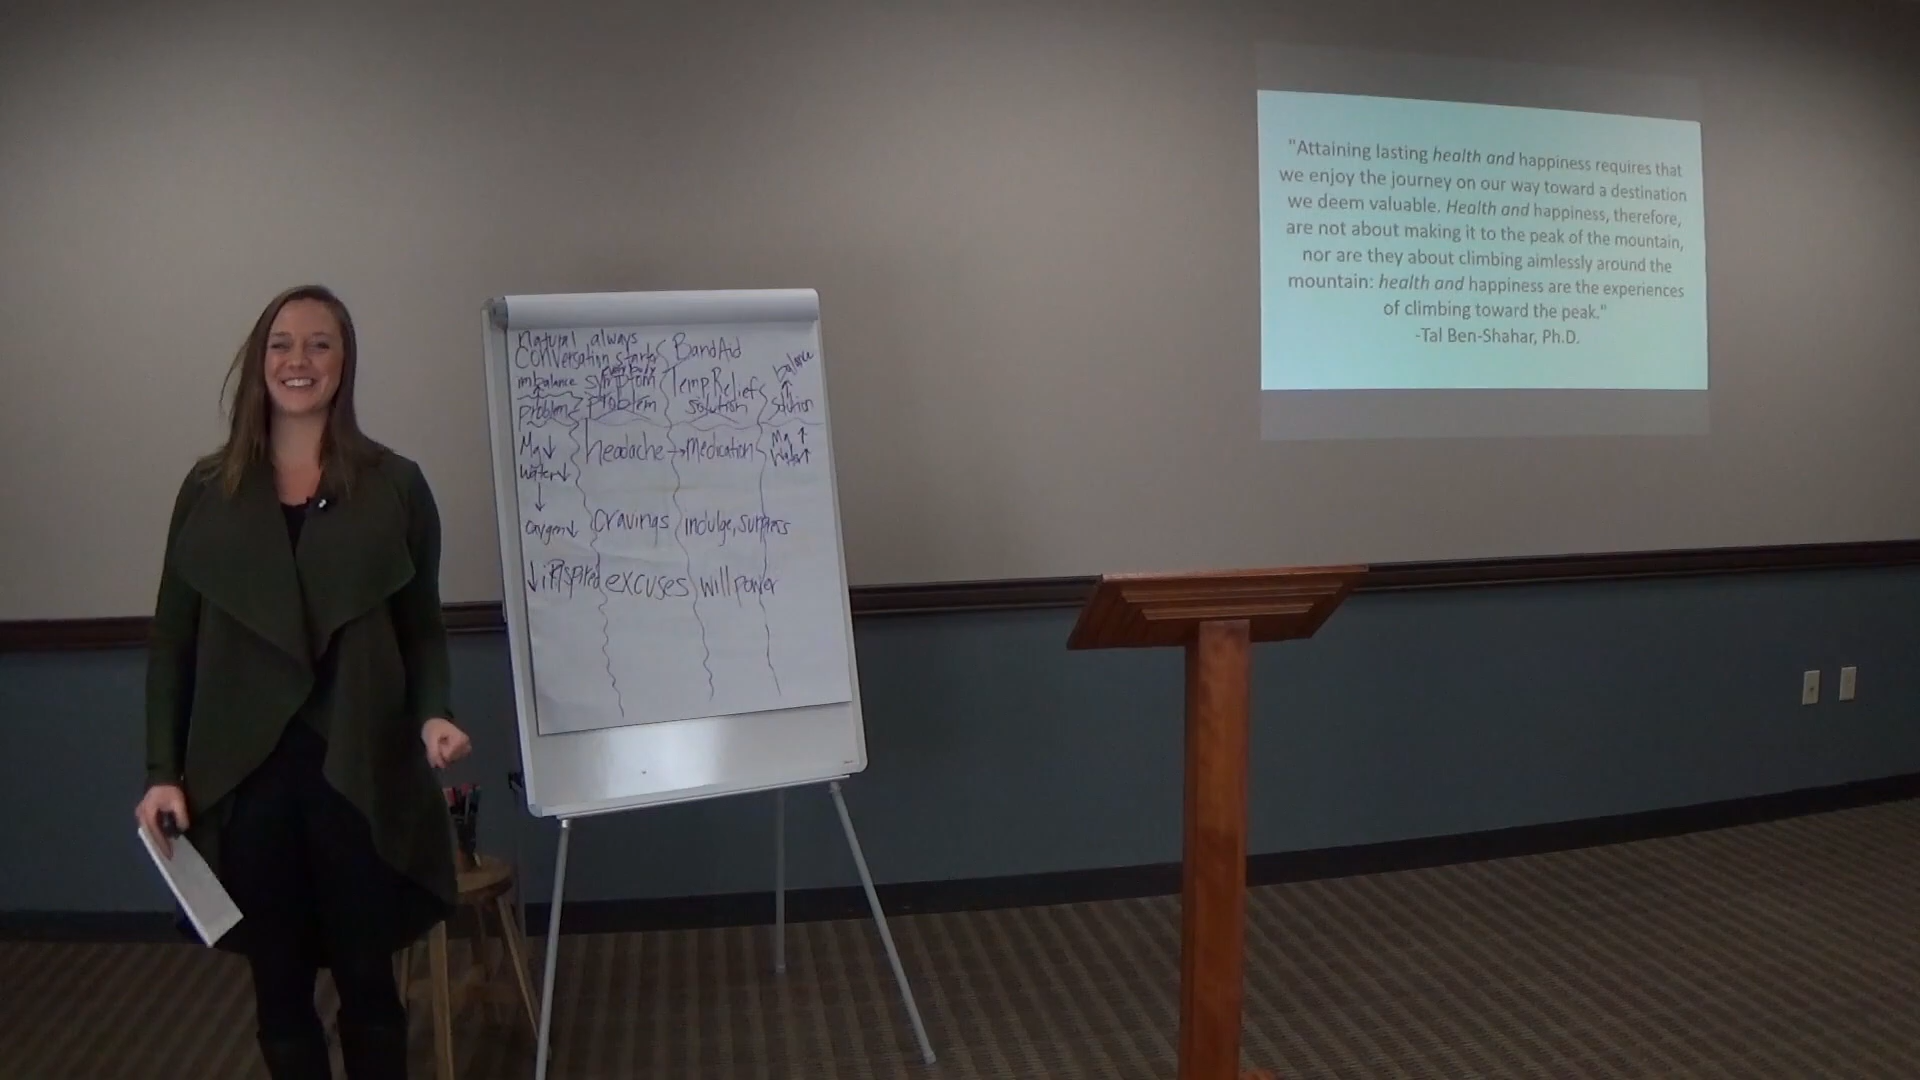 natural always
Conversation starts BandAid
imbalance symptom Temp Relief balance
everybody
problem problem solution solution
Mg↓ headache → medication Mg↑
water↓ Water↑
↓
oxygen↓ cravings indulge, suppress
↓ inspired excuses will power
"Attaining lasting health and happiness requires that
we enjoy the journey on our way toward a destination
we deem valuable. Health and happiness, therefore,
are not about making it to the peak of the mountain,
nor are they about climbing aimlessly around the
mountain: health and happiness are the experiences
of climbing toward the peak."
-Tal Ben-Shahar, Ph.D.